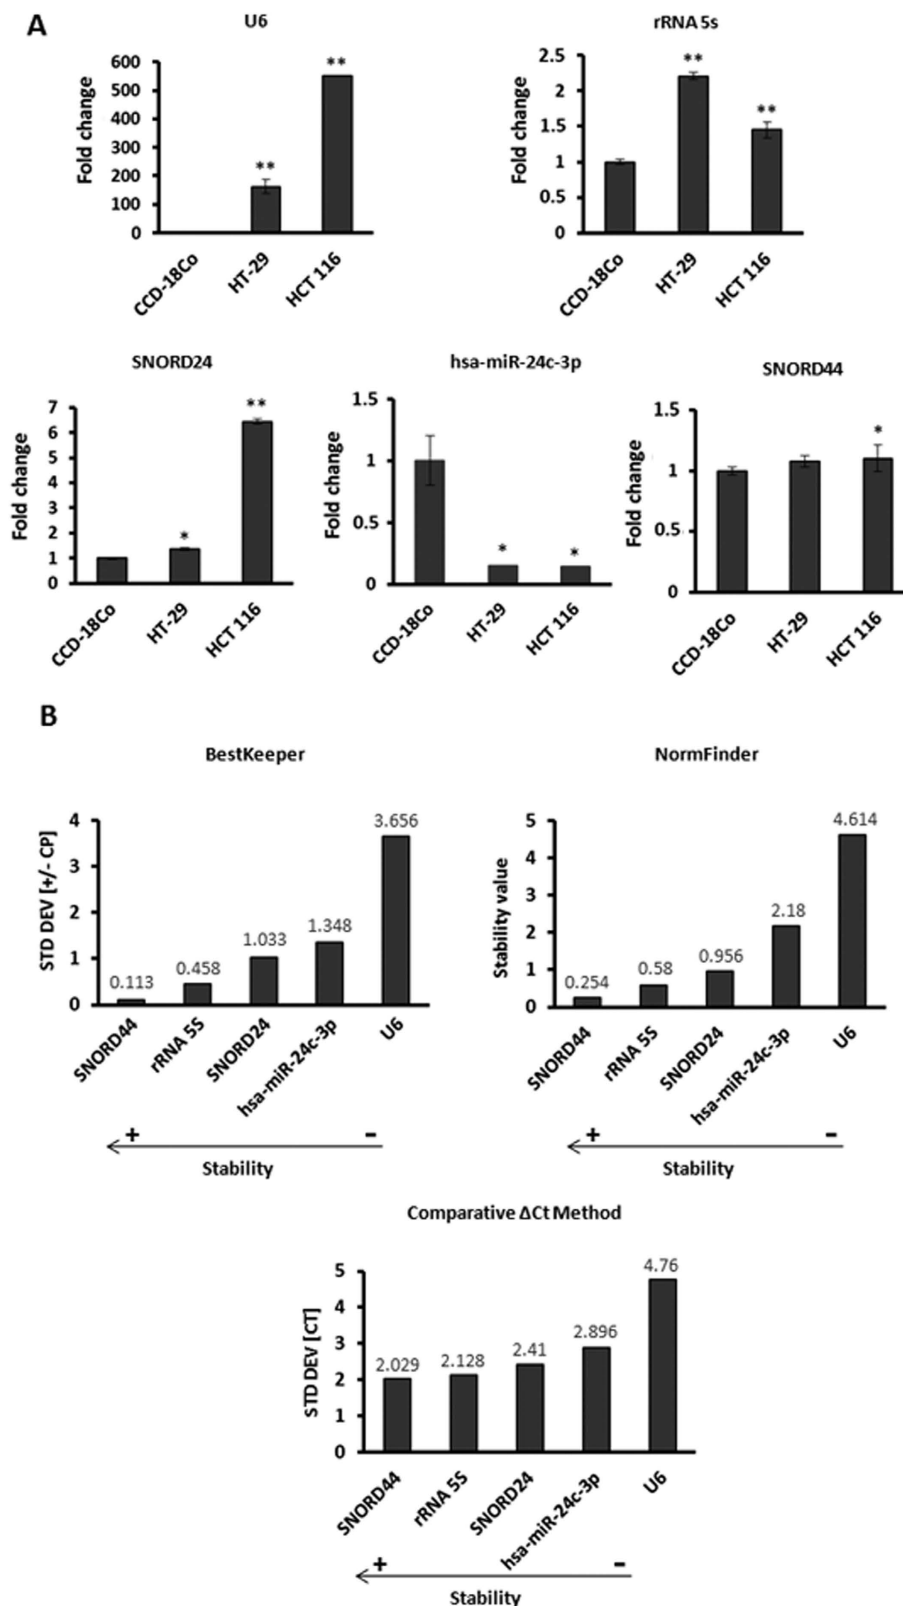 A
U6
Fold change
600
500
400
300
200
100
0
**
**
CCD-18Co
HT-29
HCT 116
rRNA 5s
Fold change
2.5
2
1.5
1
0.5
0
**
**
CCD-18Co
HT-29
HCT 116
SNORD24
Fold change
7
6
5
4
3
2
1
0
*
**
CCD-18Co
HT-29
HCT 116
hsa-miR-24c-3p
Fold change
1.5
1
0.5
0
*
*
CCD-18Co
HT-29
HCT 116
SNORD44
Fold change
1.5
1
0.5
0
*
CCD-18Co
HT-29
HCT 116
B
BestKeeper
STD DEV [+/- CP]
4
3
2
1
0
0.113
0.458
1.033
1.348
3.656
SNORD44
rRNA 5S
SNORD24
hsa-miR-24c-3p
U6
+ -
Stability
NormFinder
Stability value
5
4
3
2
1
0
0.254
0.58
0.956
2.18
4.614
SNORD44
rRNA 5S
SNORD24
hsa-miR-24c-3p
U6
+ -
Stability
Comparative ΔCt Method
STD DEV [CT]
5
4
3
2
1
0
2.029
2.128
2.41
2.896
4.76
SNORD44
rRNA 5S
SNORD24
hsa-miR-24c-3p
U6
+ -
Stability